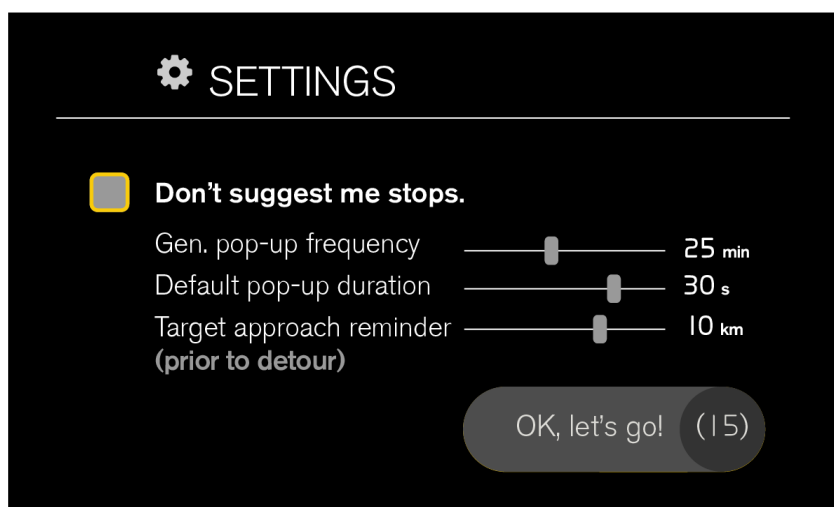 SETTINGS
Don't suggest me stops.
Gen. pop-up frequency 25 min
Default pop-up duration 30 s
Target approach reminder 10 km
(prior to detour)
OK, let's go! (15)